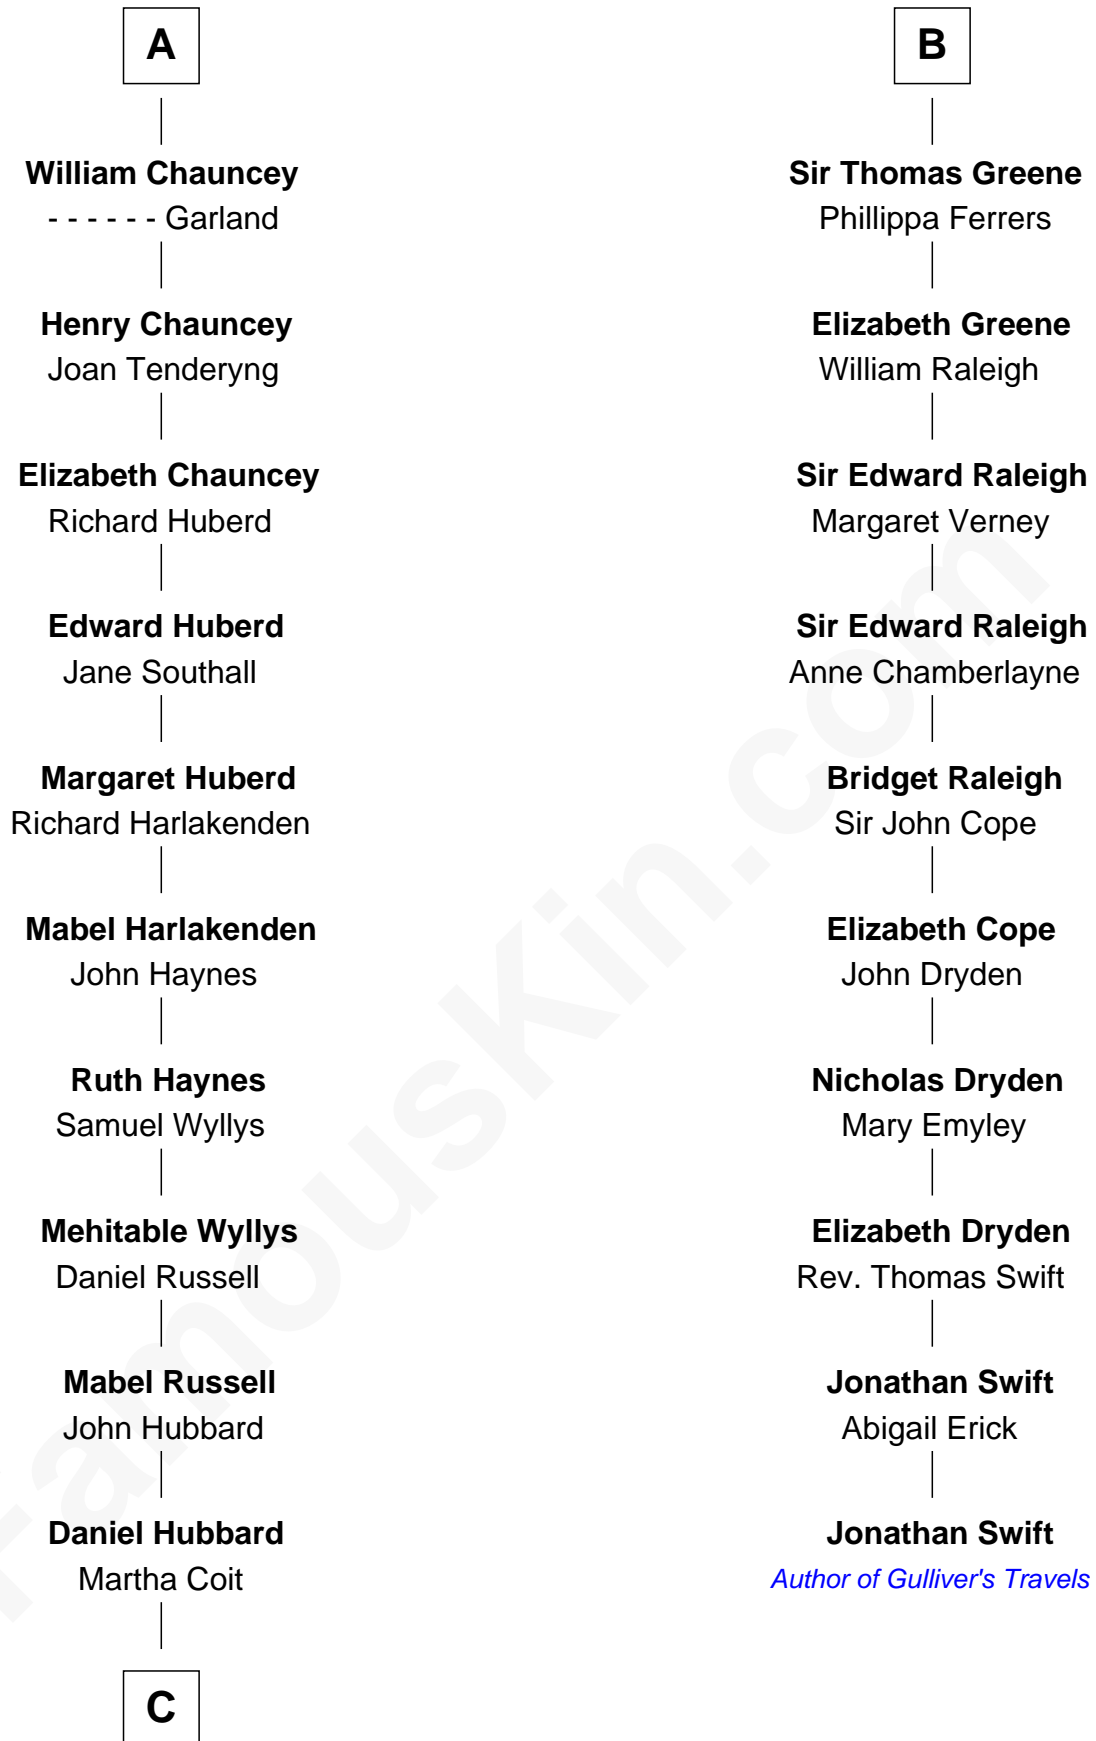 A
William Chauncey
- - - - - - Garland
Henry Chauncey
Joan Tenderyng
Elizabeth Chauncey
Richard Huberd
Edward Huberd
Jane Southall
Margaret Huberd
Richard Harlakenden
Mabel Harlakenden
John Haynes
Ruth Haynes
Samuel Wyllys
Mehitable Wyllys
Daniel Russell
Mabel Russell
John Hubbard
Daniel Hubbard
Martha Coit
C
B
Sir Thomas Greene
Phillippa Ferrers
Elizabeth Greene
William Raleigh
Sir Edward Raleigh
Margaret Verney
Sir Edward Raleigh
Anne Chamberlayne
Bridget Raleigh
Sir John Cope
Elizabeth Cope
John Dryden
Nicholas Dryden
Mary Emyley
Elizabeth Dryden
Rev. Thomas Swift
Jonathan Swift
Abigail Erick
Jonathan Swift
Author of Gulliver's Travels
FamousKin.com